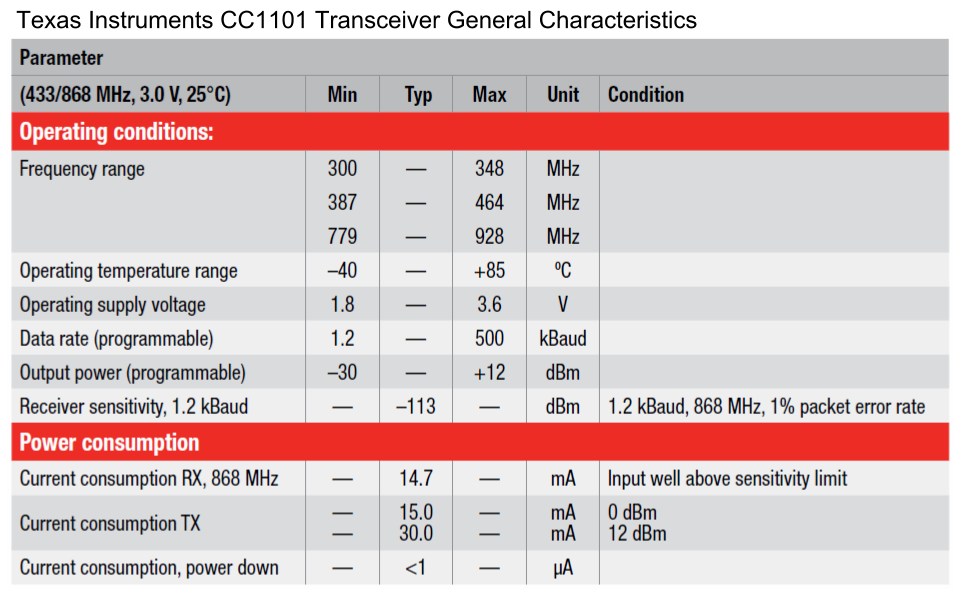 Texas Instruments CC1101 Transceiver General Characteristics
Parameter
(433/868 MHz, 3.0 V, 25°C) Min Typ Max Unit Condition
Operating conditions:
Frequency range 300 — 348 MHz
387 — 464 MHz
779 — 928 MHz
Operating temperature range –40 — +85 ºC
Operating supply voltage 1.8 — 3.6 V
Data rate (programmable) 1.2 — 500 kBaud
Output power (programmable) –30 — +12 dBm
Receiver sensitivity, 1.2 kBaud — –113 — dBm 1.2 kBaud, 868 MHz, 1% packet error rate
Power consumption
Current consumption RX, 868 MHz — 14.7 — mA Input well above sensitivity limit
Current consumption TX — 15.0 — mA 0 dBm
— 30.0 — mA 12 dBm
Current consumption, power down — <1 — µA